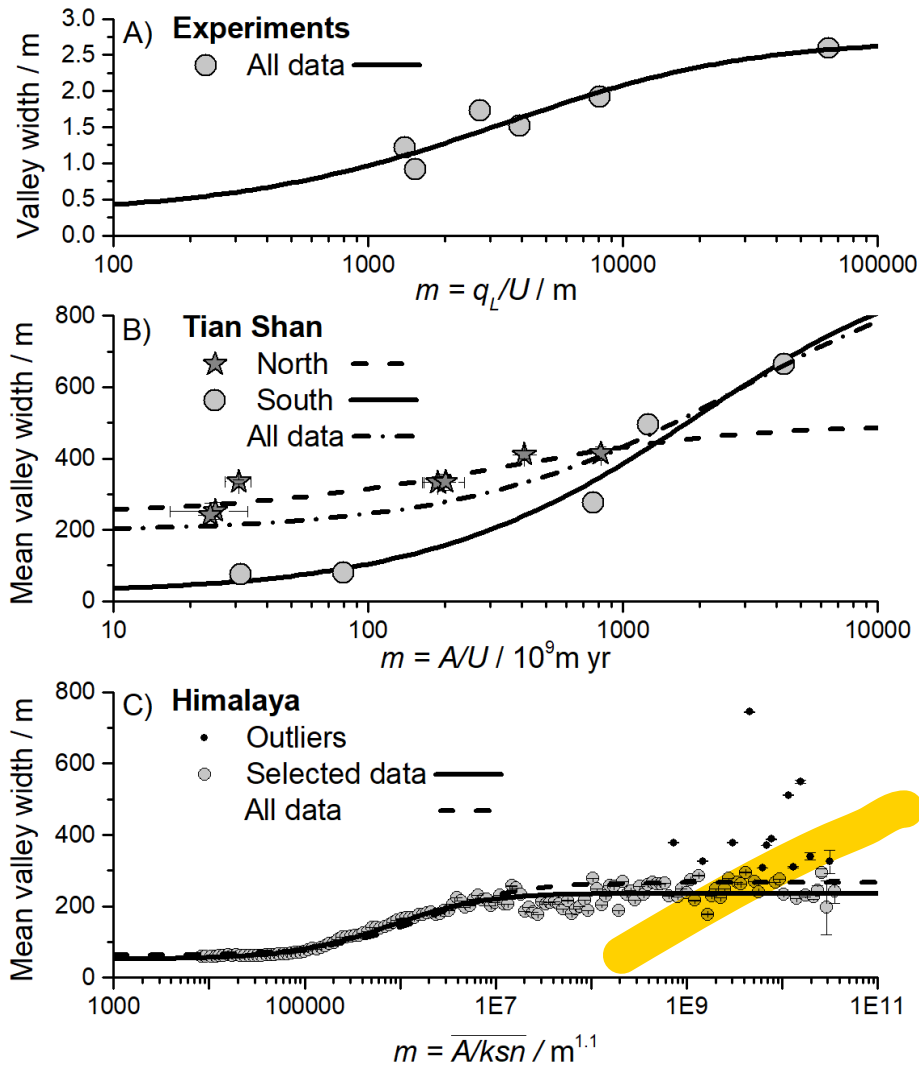 A) Experiments
All data
3.0
2.5
2.0
1.5
1.0
0.5
0.0
Valley width / m
100 1000 10000 100000
m = q_L/U / m
B) Tian Shan
North
South
All data
800
600
400
200
0
Mean valley width / m
10 100 1000 10000
m = A/U / 10⁹m yr
C) Himalaya
Outliers
Selected data
All data
800
600
400
200
0
Mean valley width / m
1000 100000 1E7 1E9 1E11
m = A/ksn / m¹·¹